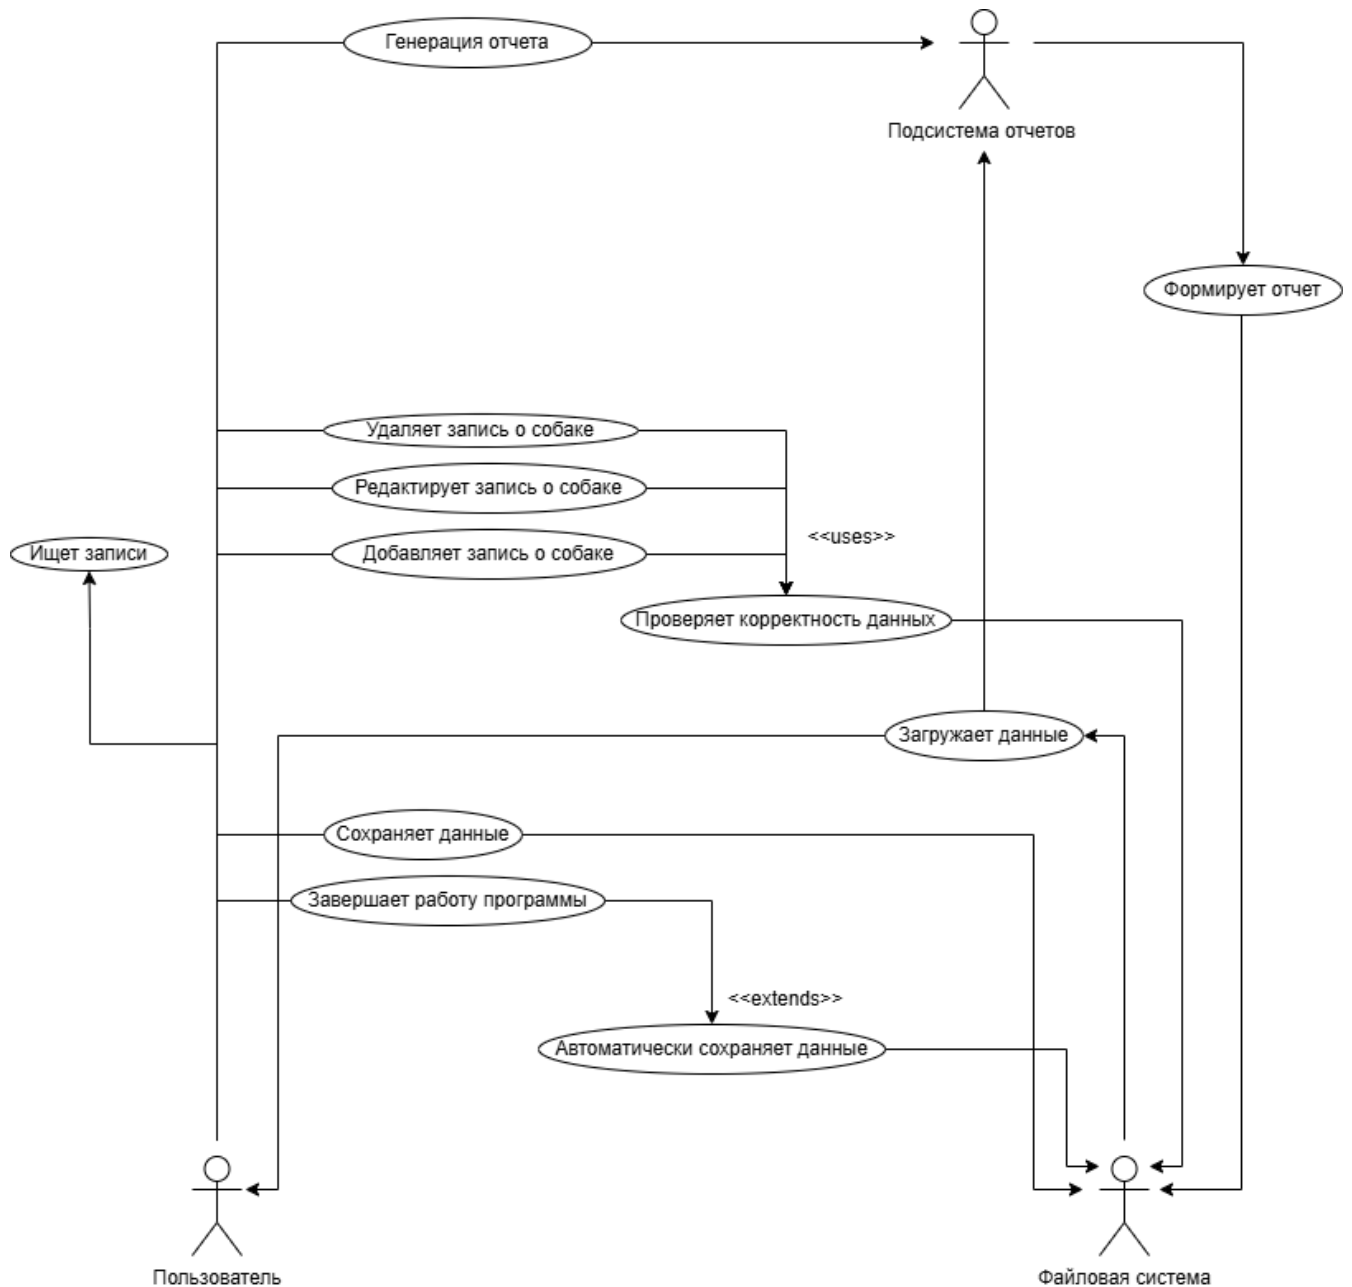 Генерация отчета
Подсистема отчетов
Формирует отчет
Удаляет запись о собаке
Редактирует запись о собаке
<<uses>>
Ищет записи
Добавляет запись о собаке
Проверяет корректность данных
Загружает данные
Сохраняет данные
Завершает работу программы
<<extends>>
Автоматически сохраняет данные
Пользователь
Файловая система